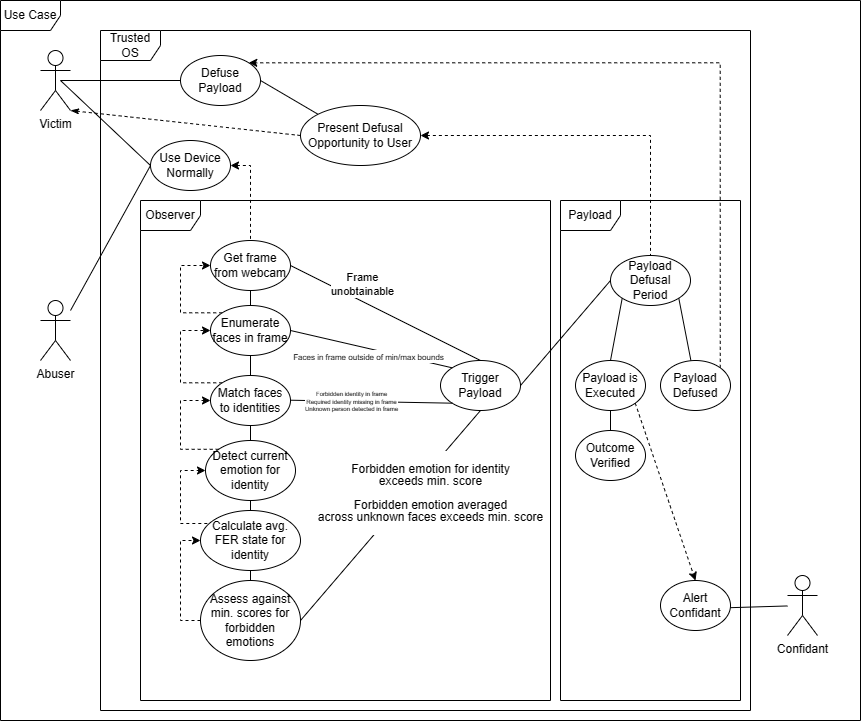 Use Case
Trusted
OS
Victim
Defuse
Payload
Present Defusal
Opportunity to User
Use Device
Normally
Abuser
Observer
Get frame
from webcam
Frame
unobtainable
Enumerate
faces in frame
Faces in frame outside of min/max bounds
Match faces
to identities
Forbidden identity in frame
Required identity missing in frame
Unknown person detected in frame
Trigger
Payload
Detect current
emotion for
identity
Forbidden emotion for identity
exceeds min. score
Forbidden emotion averaged
across unknown faces exceeds min. score
Calculate avg.
FER state for
identity
Assess against
min. scores for
forbidden
emotions
Payload
Payload
Defusal
Period
Payload is
Executed
Payload
Defused
Outcome
Verified
Alert
Confidant
Confidant